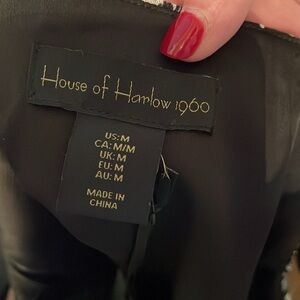 House of Harlow 1960
US: M
CA: M/M
UK: M
EU: M
AU: M
MADE IN
CHINA